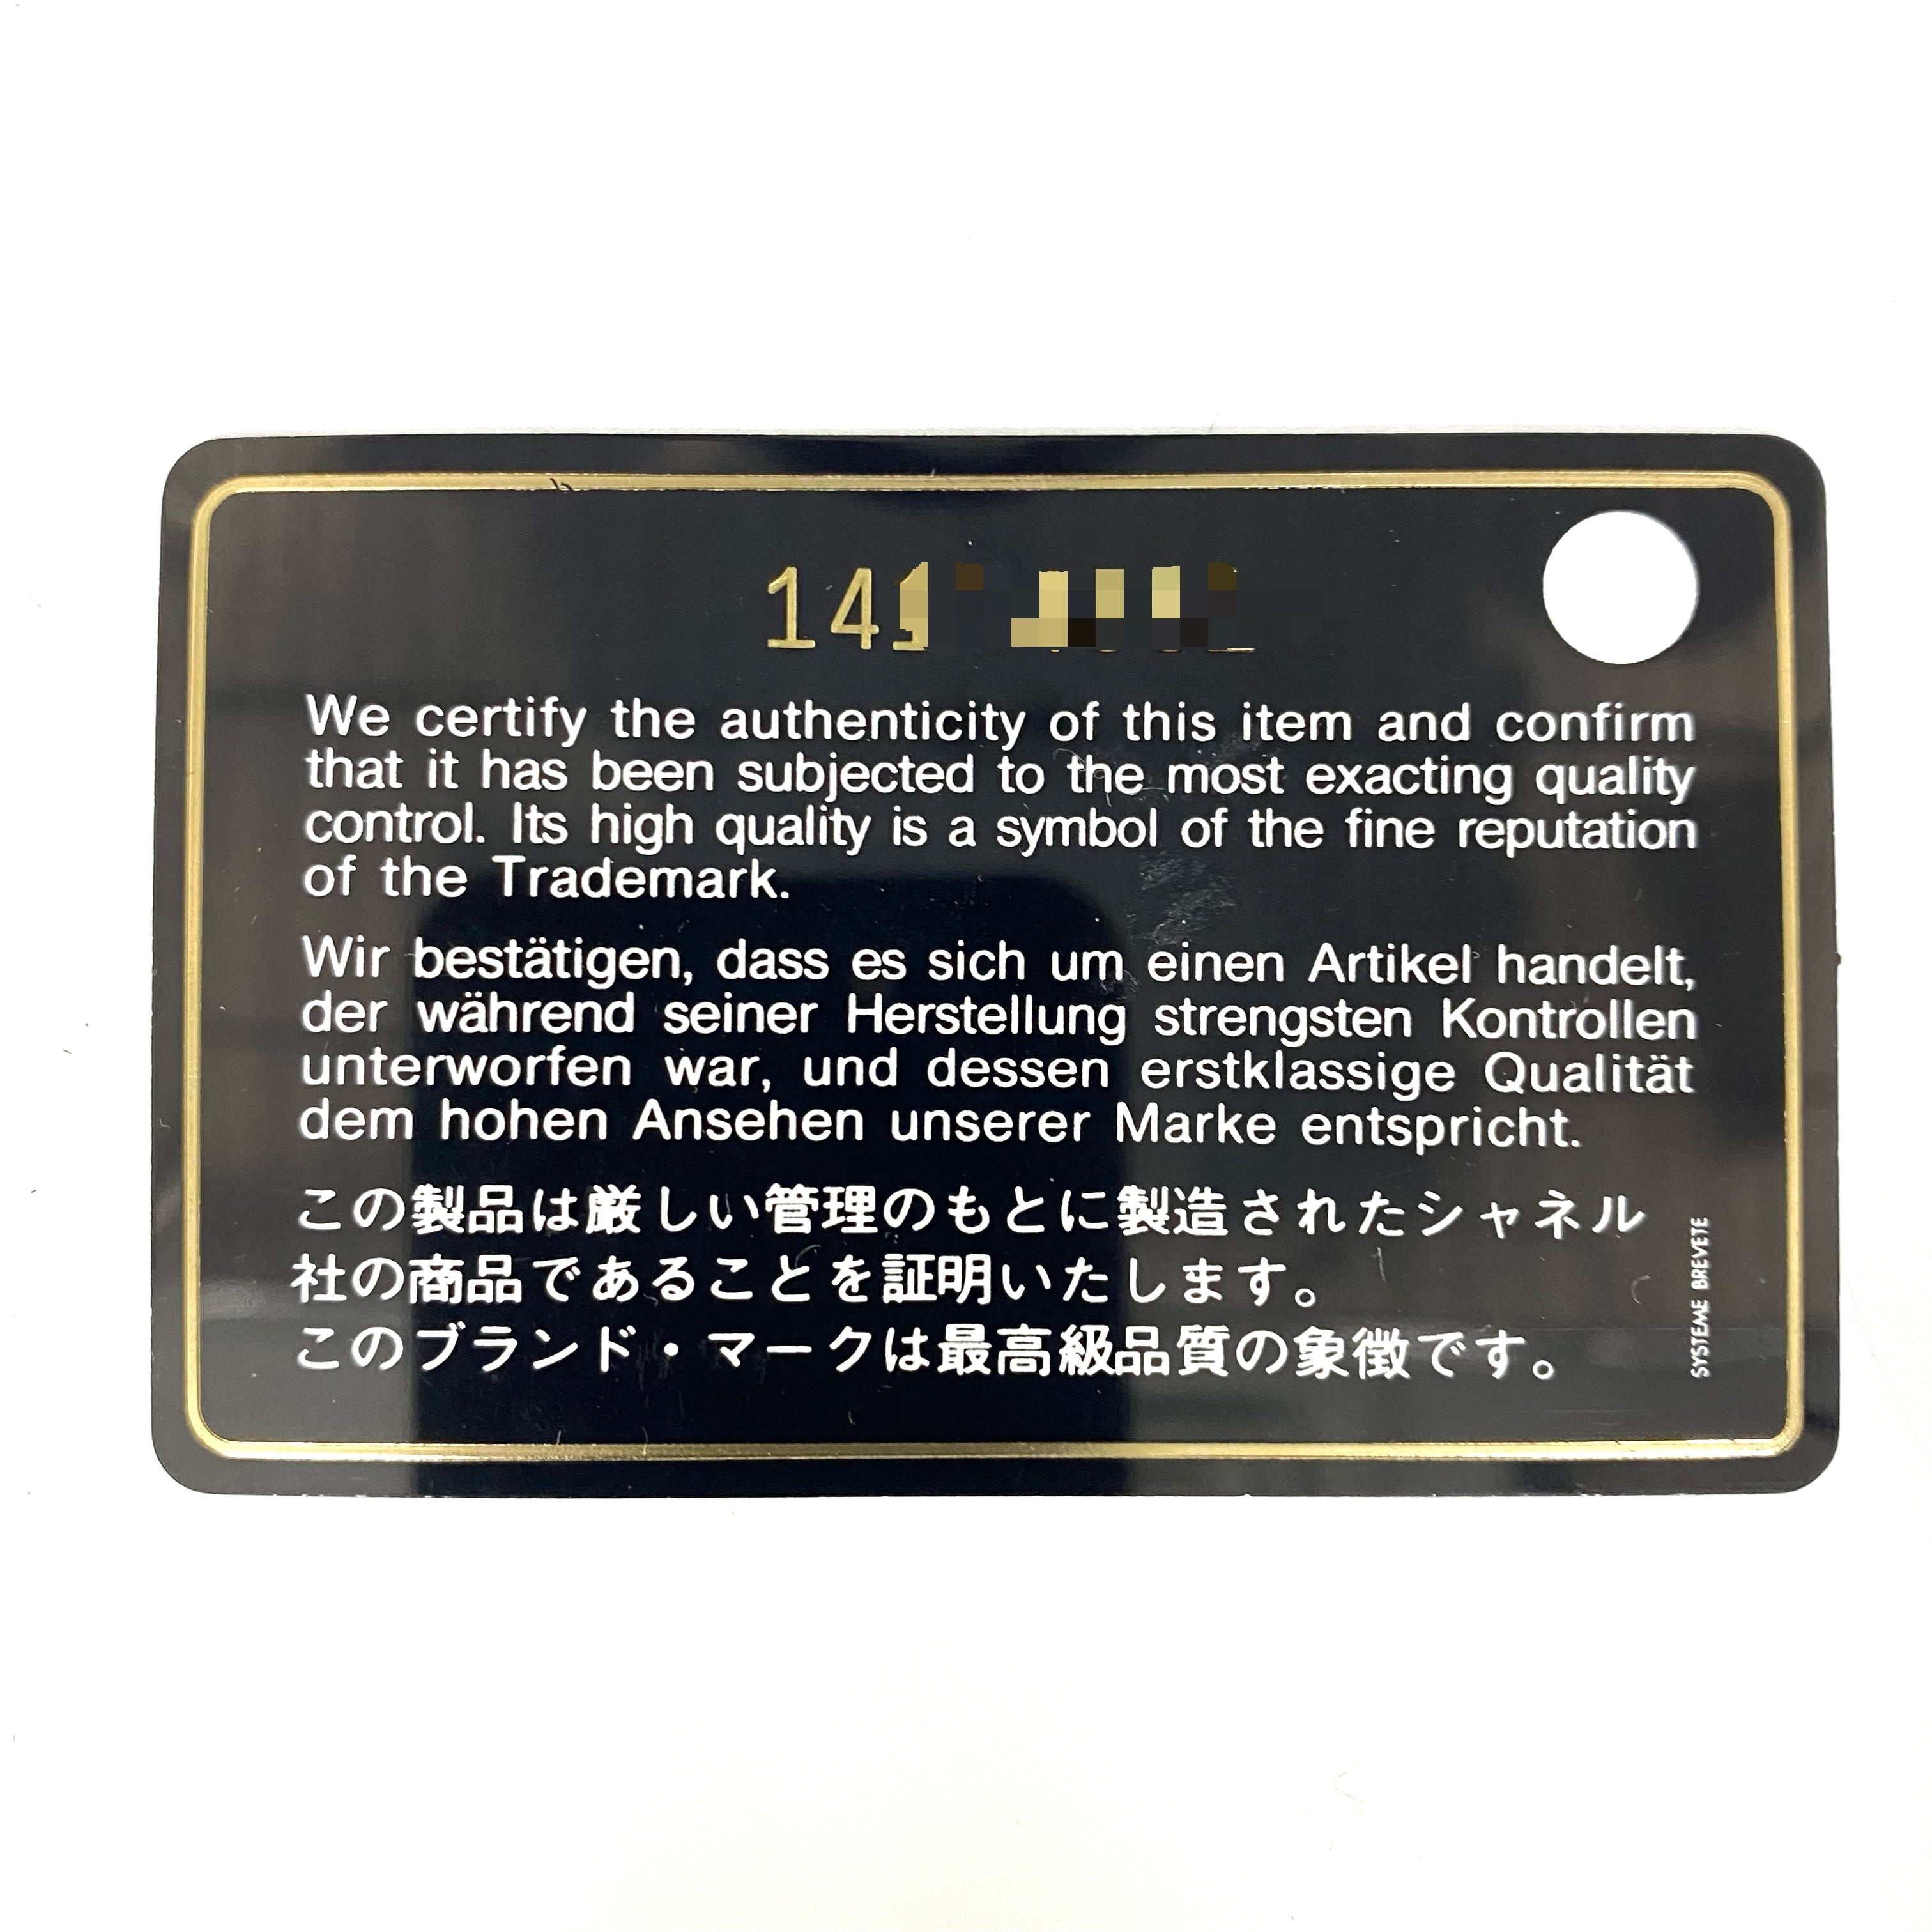 141
We certify the authenticity of this item and confirm
that it has been subjected to the most exacting quality
control. Its high quality is a symbol of the fine reputation
of the Trademark.
Wir bestätigen, dass es sich um einen Artikel handelt,
der während seiner Herstellung strengsten Kontrollen
unterworfen war, und dessen erstklassige Qualität
dem hohen Ansehen unserer Marke entspricht.
この製品は厳しい管理のもとに製造されたシャネル
社の商品であることを証明いたします。
このブランド・マークは最高級品質の象徴です。
SYSTEME BREVETE